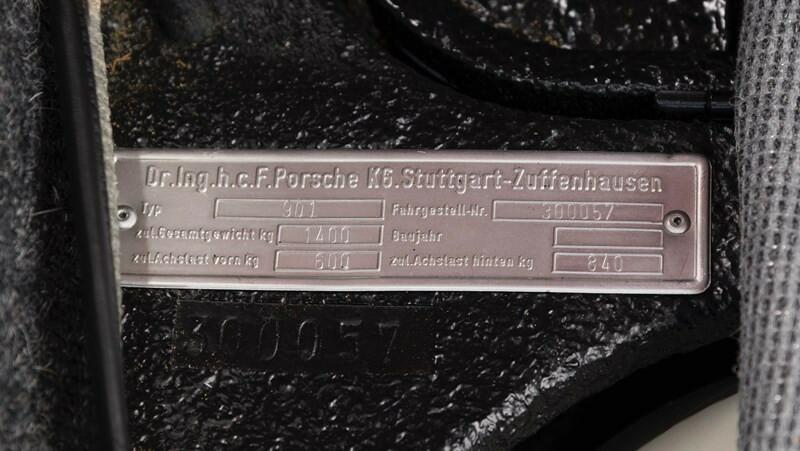 Dr.Ing.h.c.F.Porsche KG.Stuttgart-Zuffenhausen
Typ 901 Fahrgestell-Nr. 300057
zul.Gesamtgewicht kg 1400 Baujahr
zul.Achslast vorn kg 600 zul.Achslast hinten kg 840
300057